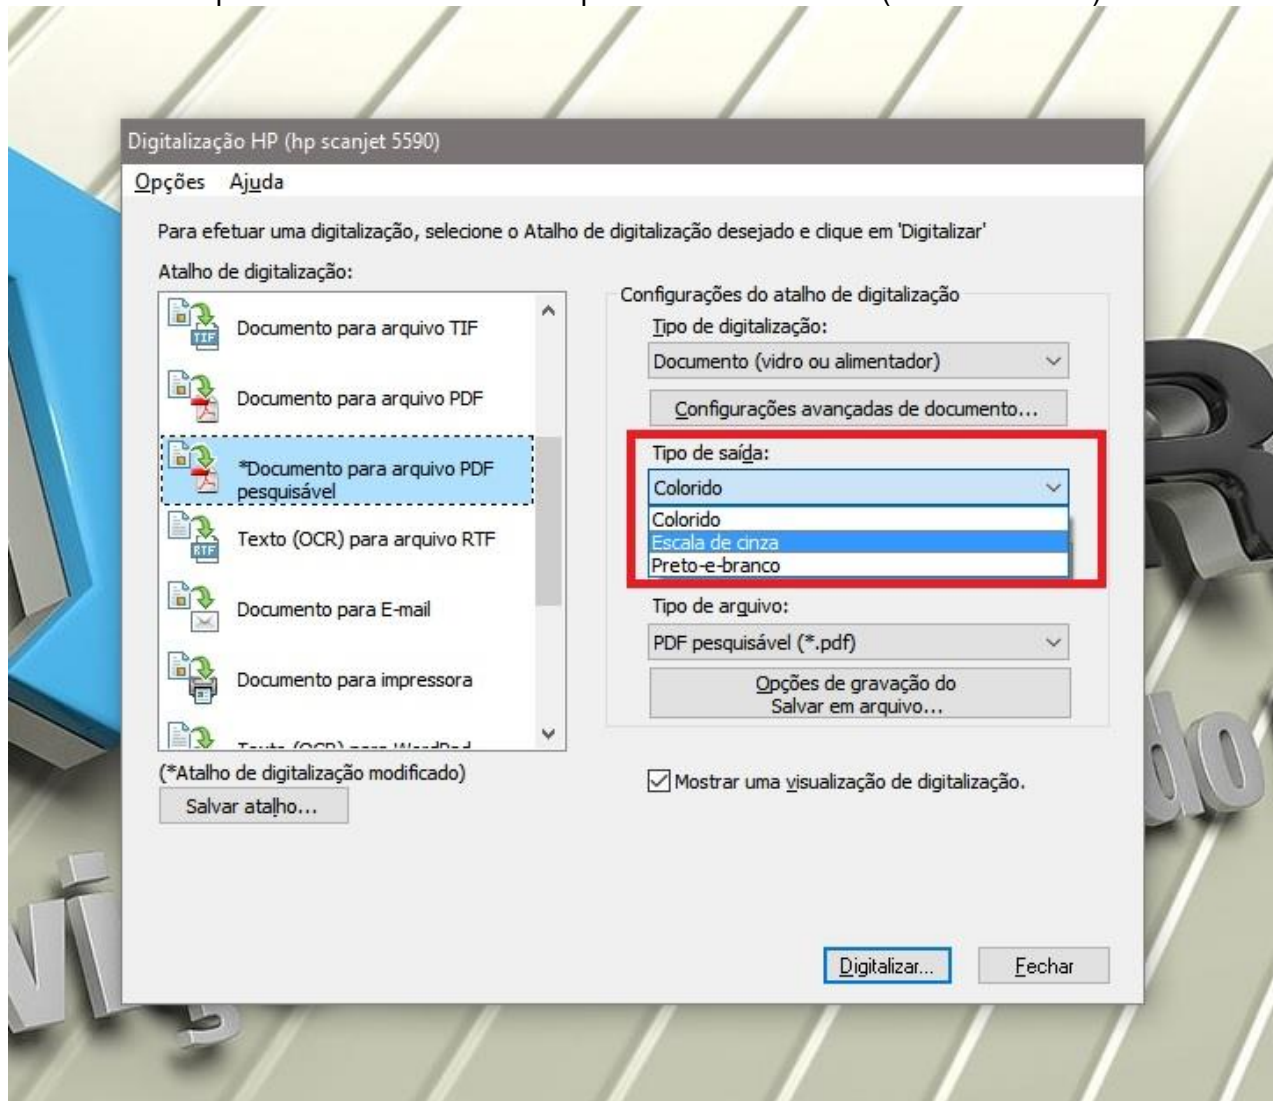 Digitalização HP (hp scanjet 5590)
Opções Ajuda
Para efetuar uma digitalização, selecione o Atalho de digitalização desejado e clique em 'Digitalizar'
Atalho de digitalização:
Documento para arquivo TIF
Documento para arquivo PDF
*Documento para arquivo PDF
pesquisável
Texto (OCR) para arquivo RTF
Documento para E-mail
Documento para impressora
(*Atalho de digitalização modificado)
Salvar atalho...
Configurações do atalho de digitalização
Tipo de digitalização:
Documento (vidro ou alimentador)
Configurações avançadas de documento...
Tipo de saída:
Colorido
Colorido
Escala de cinza
Preto-e-branco
Tipo de arquivo:
PDF pesquisável (*.pdf)
Opções de gravação do
Salvar em arquivo...
Mostrar uma visualização de digitalização.
Digitalizar... Fechar